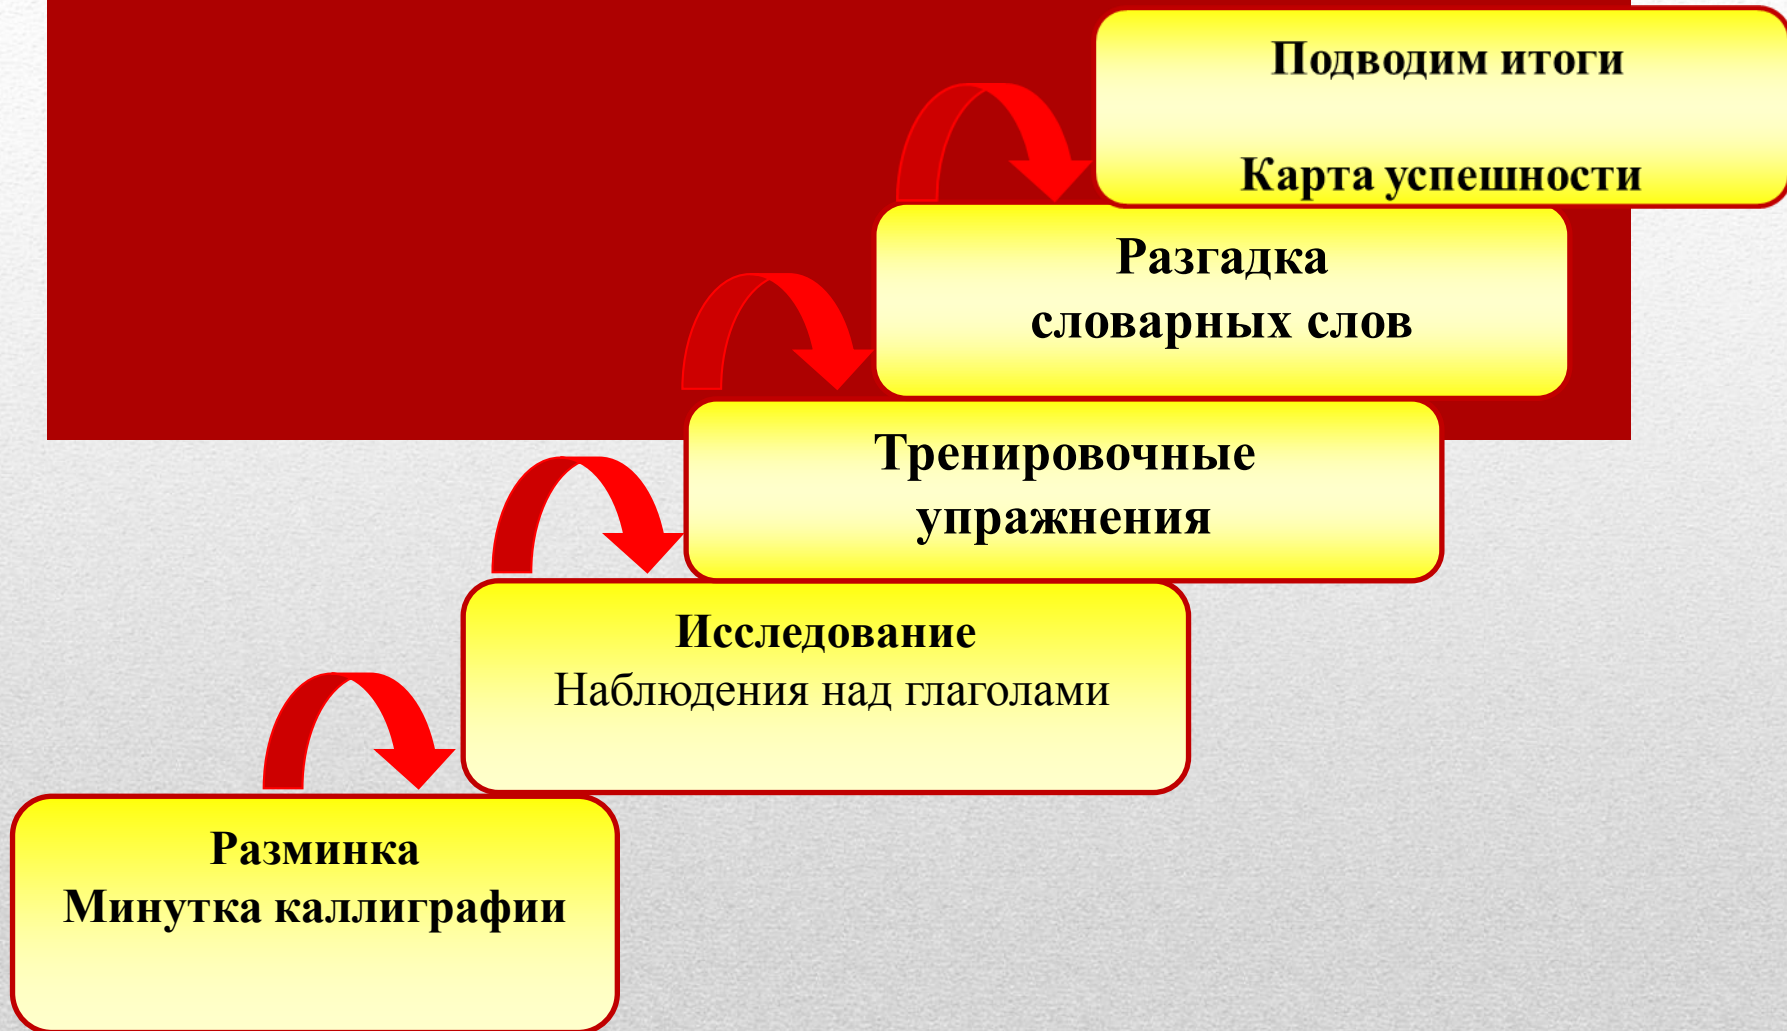 Подводим итоги
Карта успешности
Разгадка
словарных слов
Тренировочные
упражнения
Исследование
Наблюдения над глаголами
Разминка
Минутка каллиграфии